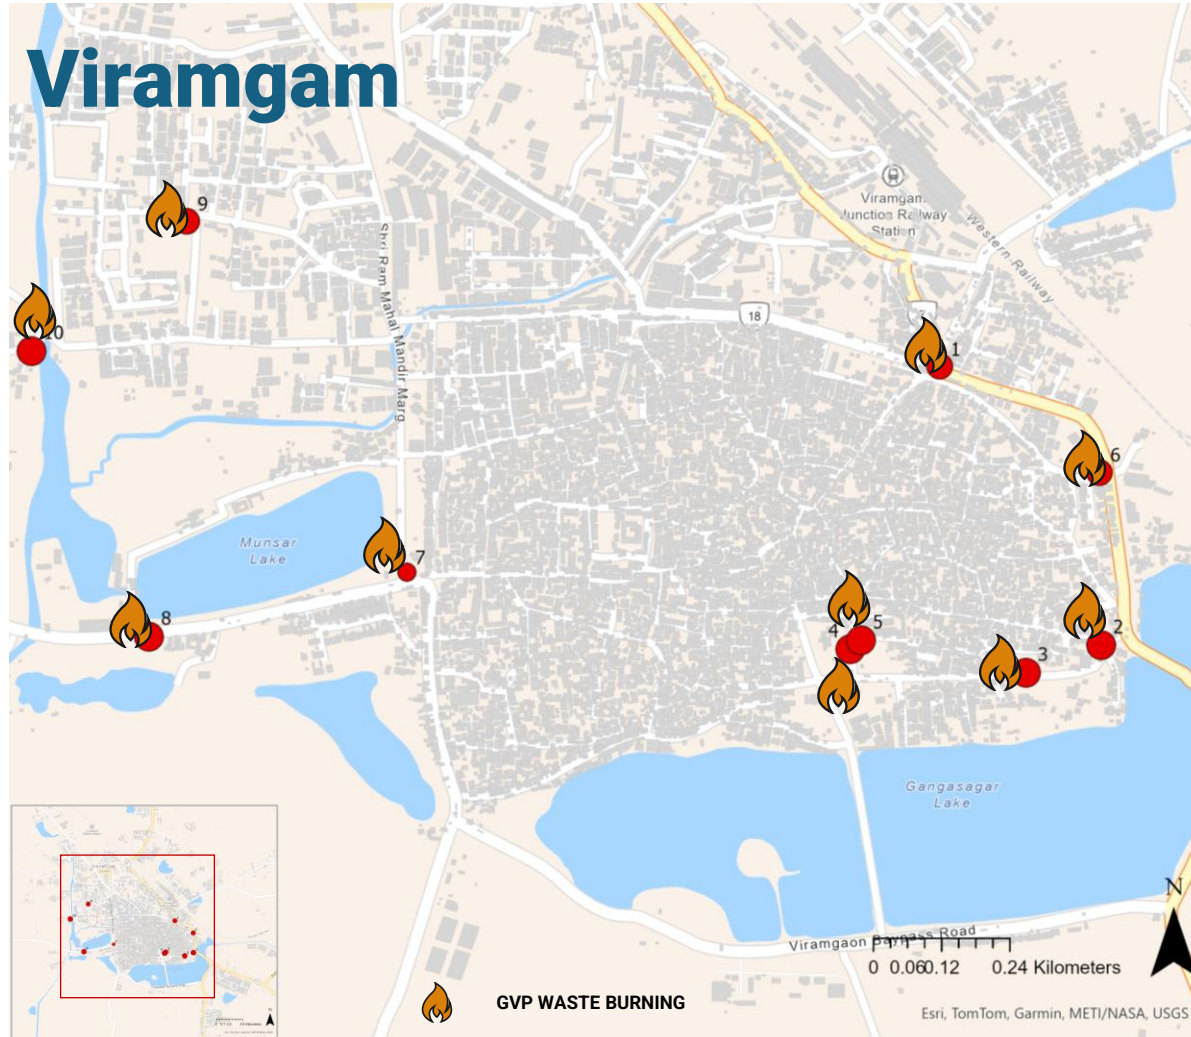 Viramgam
9
Viramgam
Junction Railway
Station
Western Railway
Shri Ram Mahal Mandir Marg
18
1
6
Munsar
Lake
7
8
4
5
2
3
Gangasagar
Lake
N
Viramgaon Baypass Road
0 0.06 0.12 0.24 Kilometers
GVP WASTE BURNING
Esri, TomTom, Garmin, METI/NASA, USGS